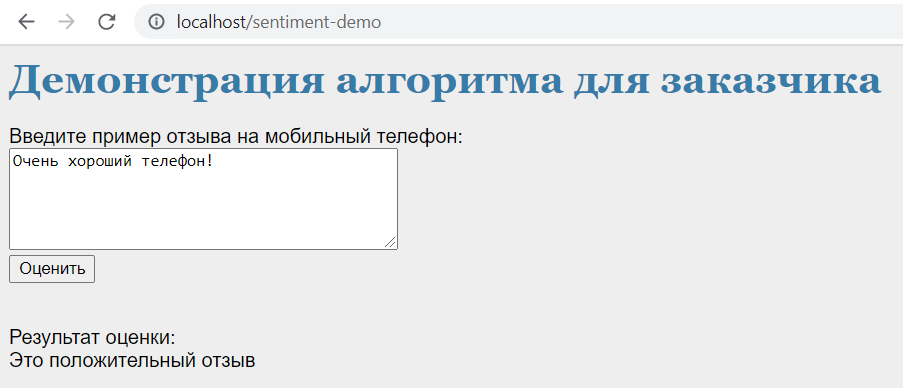 localhost/sentiment-demo
Демонстрация алгоритма для заказчика
Введите пример отзыва на мобильный телефон:
Очень хороший телефон!
Оценить
Результат оценки:
Это положительный отзыв